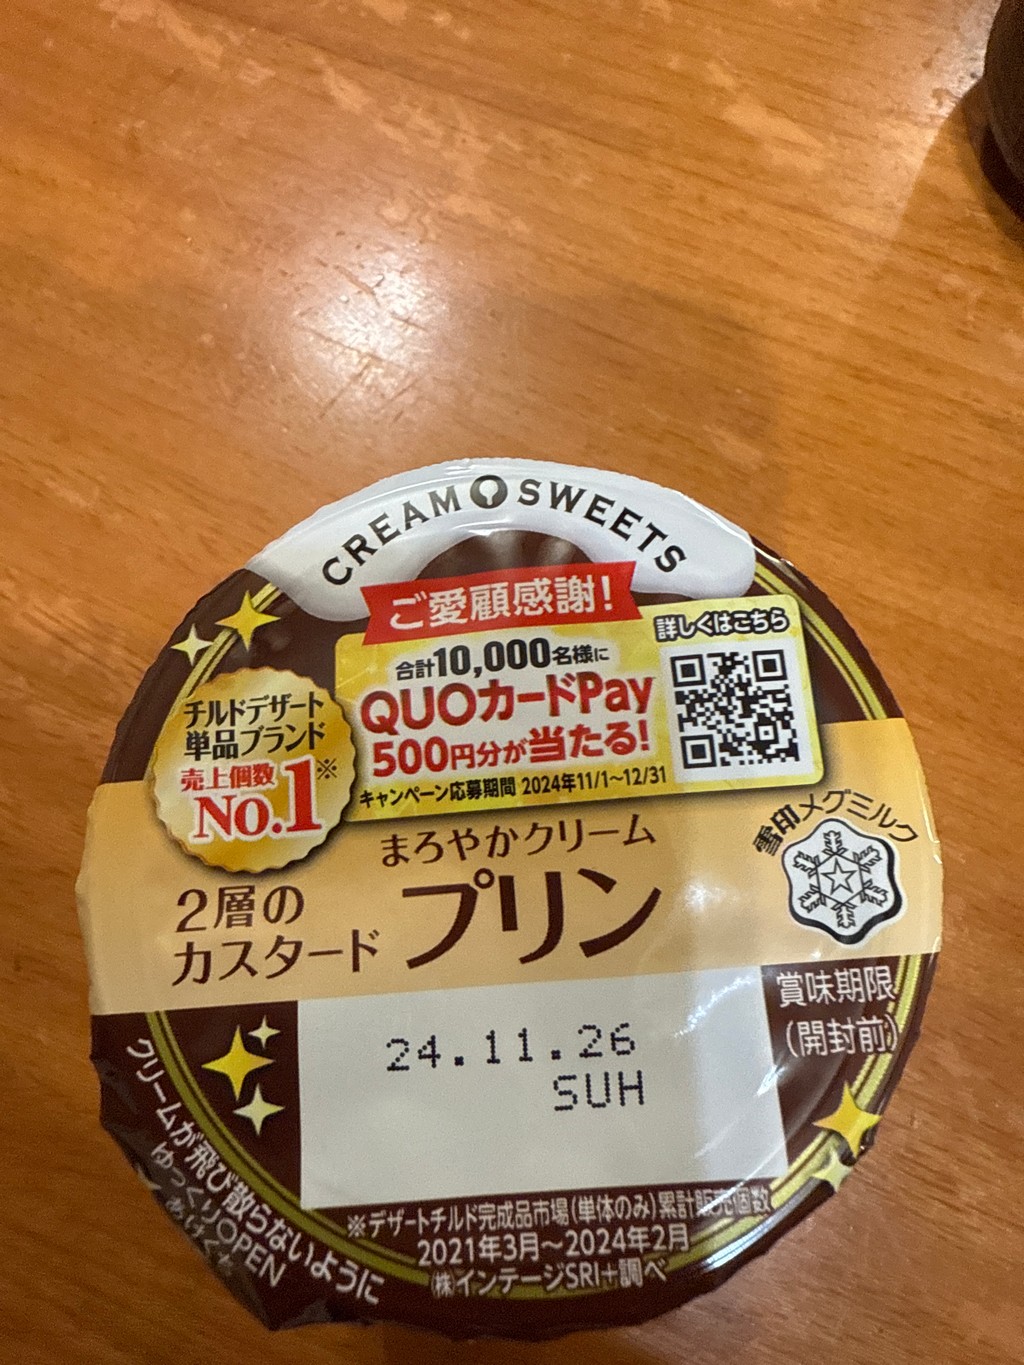 CREAM SWEETS
ご愛顧感謝!
合計10,000名様に
QUOカードPay
500円分が当たる!
キャンペーン応募期間 2024年11/1〜12/31
詳しくはこちら
チルドデザート
単品ブランド
売上個数
No.1※
まろやかクリーム
2層の
カスタード
プリン
雪印メグミルク
賞味期限
(開封前)
24.11.26
SUH
クリームが飛び散らないように
ゆっくりOPEN
※デザートチルド完成品市場(単体のみ)累計販売個数
2021年3月〜2024年2月
㈱インテージSRI+調べ